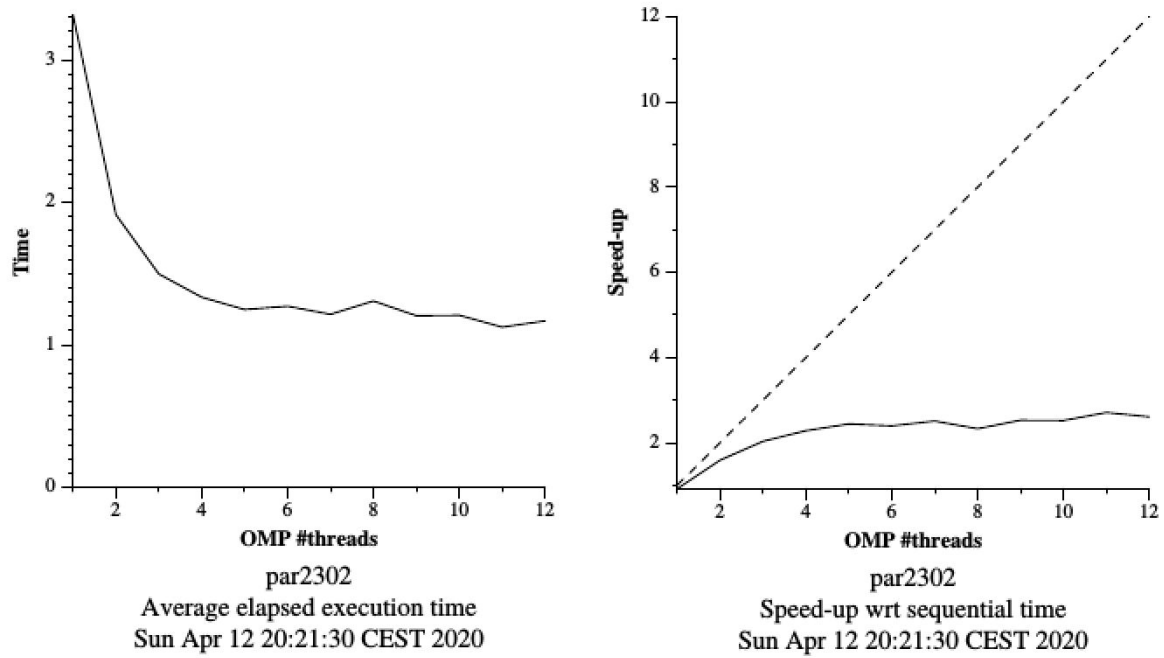 3
2
1
0
Time
2
4
6
8
10
12
OMP #threads
par2302
Average elapsed execution time
Sun Apr 12 20:21:30 CEST 2020
12
10
8
6
4
2
Speed-up
2
4
6
8
10
12
OMP #threads
par2302
Speed-up wrt sequential time
Sun Apr 12 20:21:30 CEST 2020